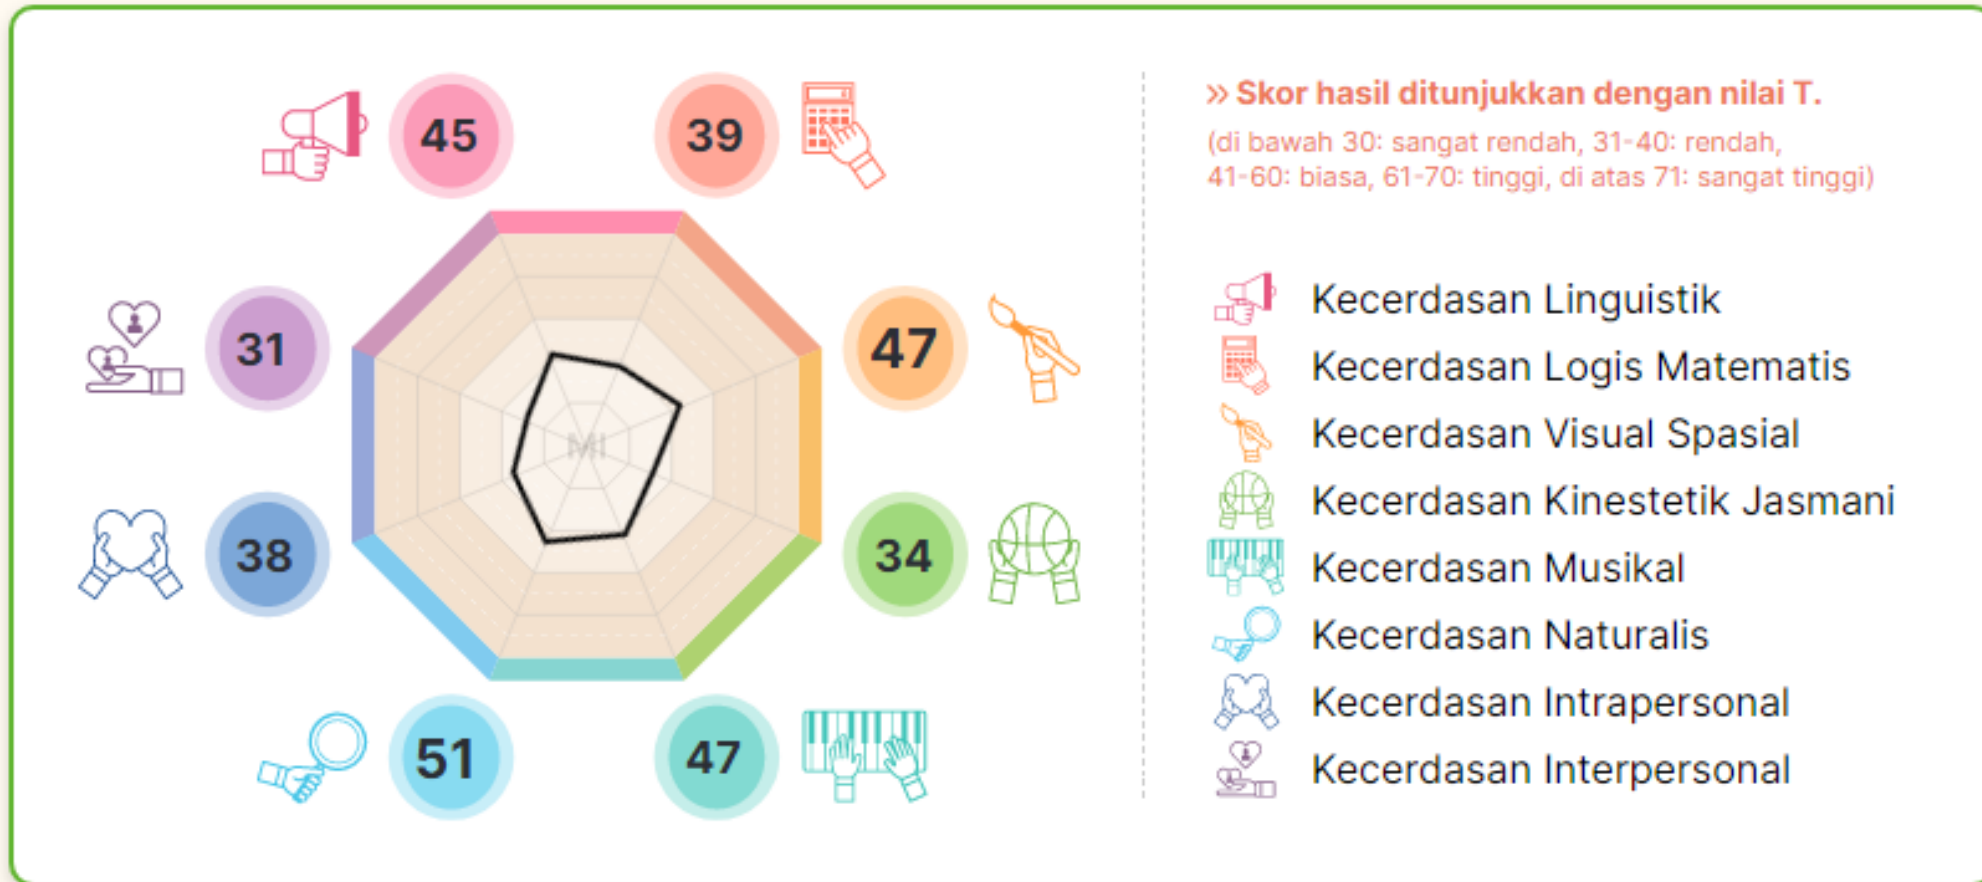 45
39
31
47
MI
38
34
51
47
» Skor hasil ditunjukkan dengan nilai T.
(di bawah 30: sangat rendah, 31-40: rendah,
41-60: biasa, 61-70: tinggi, di atas 71: sangat tinggi)
Kecerdasan Linguistik
Kecerdasan Logis Matematis
Kecerdasan Visual Spasial
Kecerdasan Kinestetik Jasmani
Kecerdasan Musikal
Kecerdasan Naturalis
Kecerdasan Intrapersonal
Kecerdasan Interpersonal